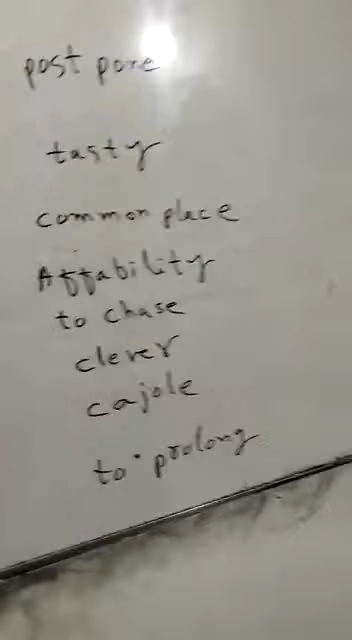 post pone
tasty
common place
Affability
to chase
clever
cajole
to prolong